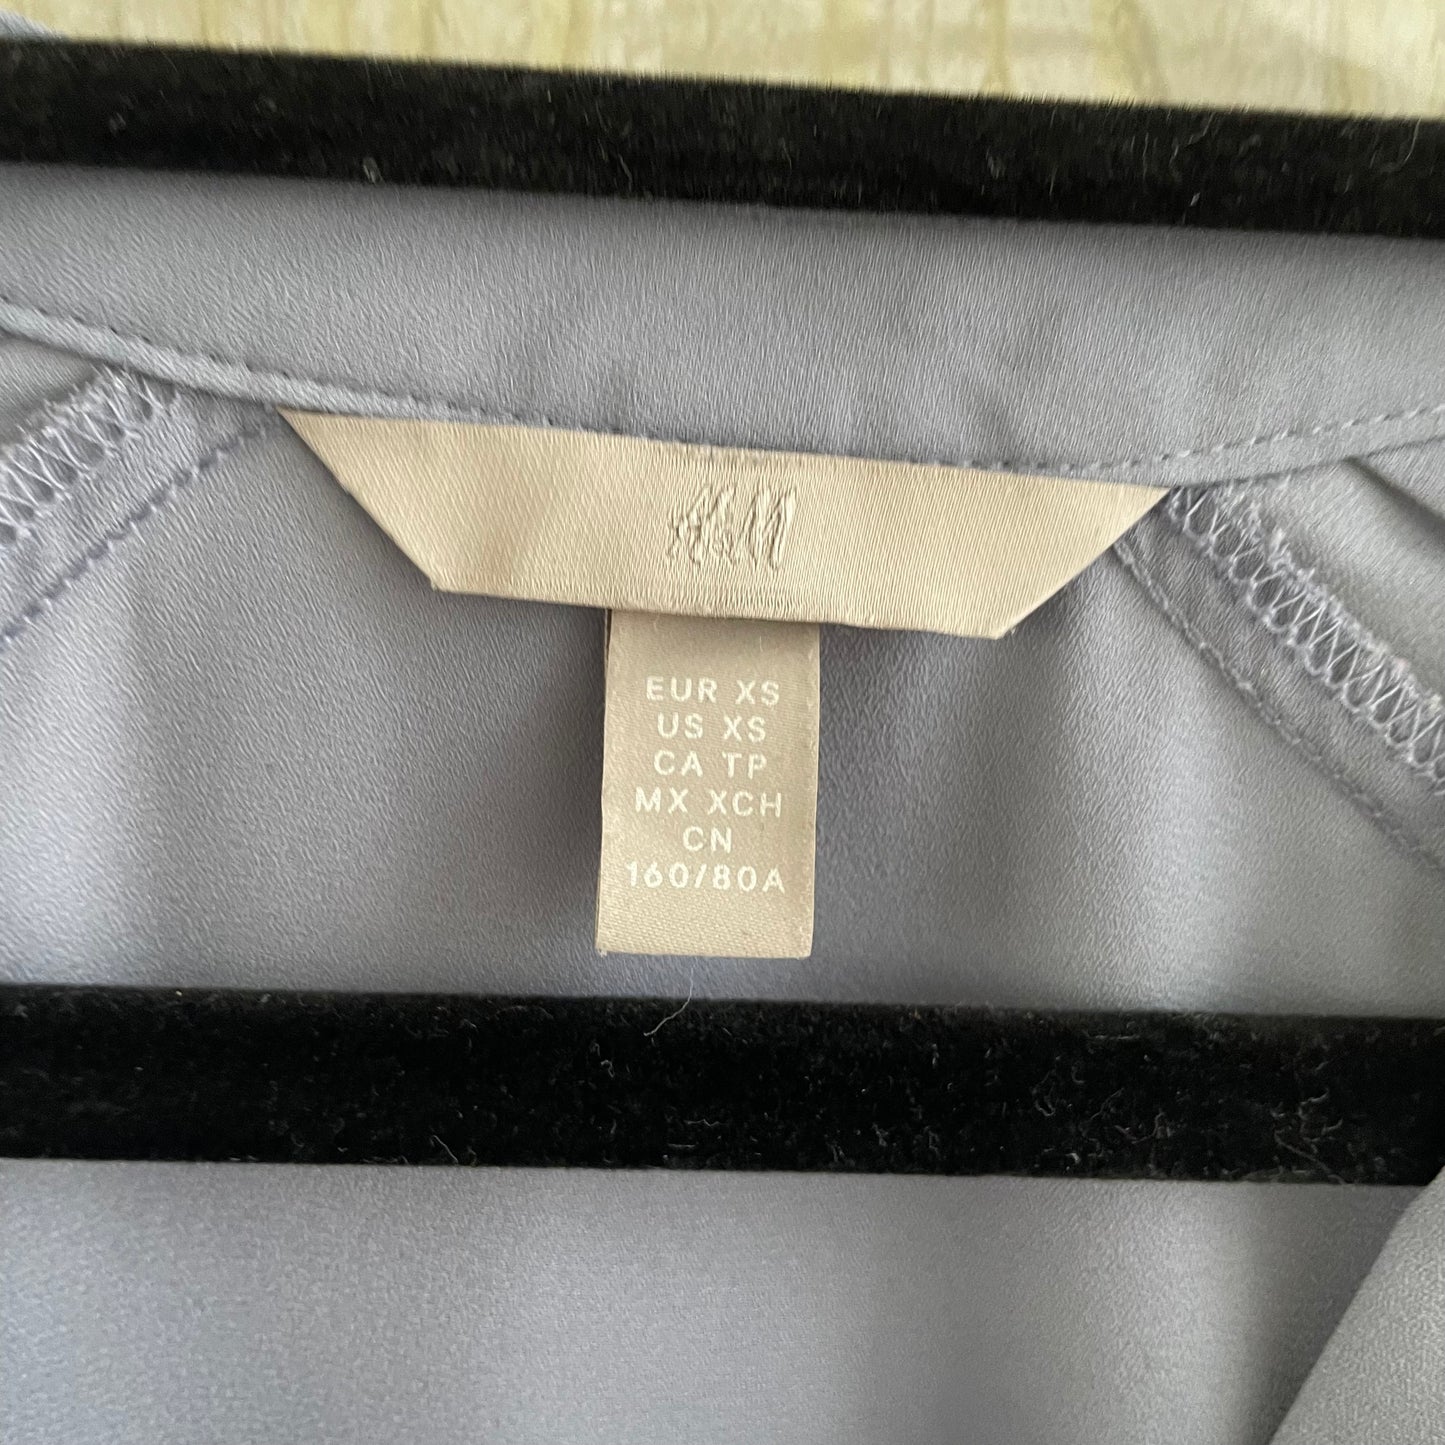 H&M
EUR XS
US XS
CA TP
MX XCH
CN
160/80A